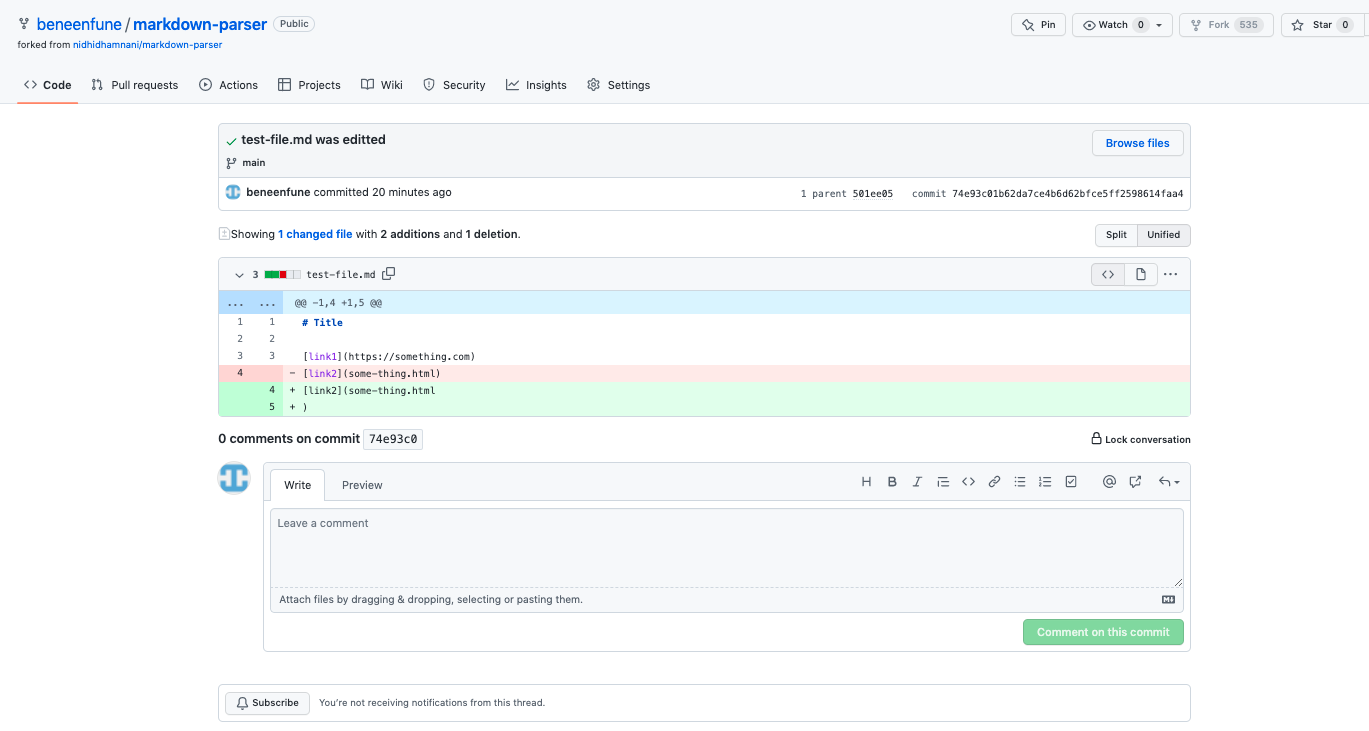 beneenfune / markdown-parser Public
Pin Watch 0 Fork 535 Star 0
forked from nidhidhamnani/markdown-parser
Code Pull requests Actions Projects Wiki Security Insights Settings
test-file.md was editted
Browse files
main
beneenfune committed 20 minutes ago 1 parent 501ee05 commit 74e93c01b62da7ce4b6d62bfce5ff2598614faa4
Showing 1 changed file with 2 additions and 1 deletion.
Split Unified
3 test-file.md
... ... @@ -1,4 +1,5 @@
1 1 # Title
2 2
3 3 [link1](https://something.com)
4 - [link2](some-thing.html)
4 + [link2](some-thing.html
5 + )
0 comments on commit 74e93c0
Lock conversation
Write Preview
H B I
Leave a comment
Attach files by dragging & dropping, selecting or pasting them.
Comment on this commit
Subscribe You're not receiving notifications from this thread.